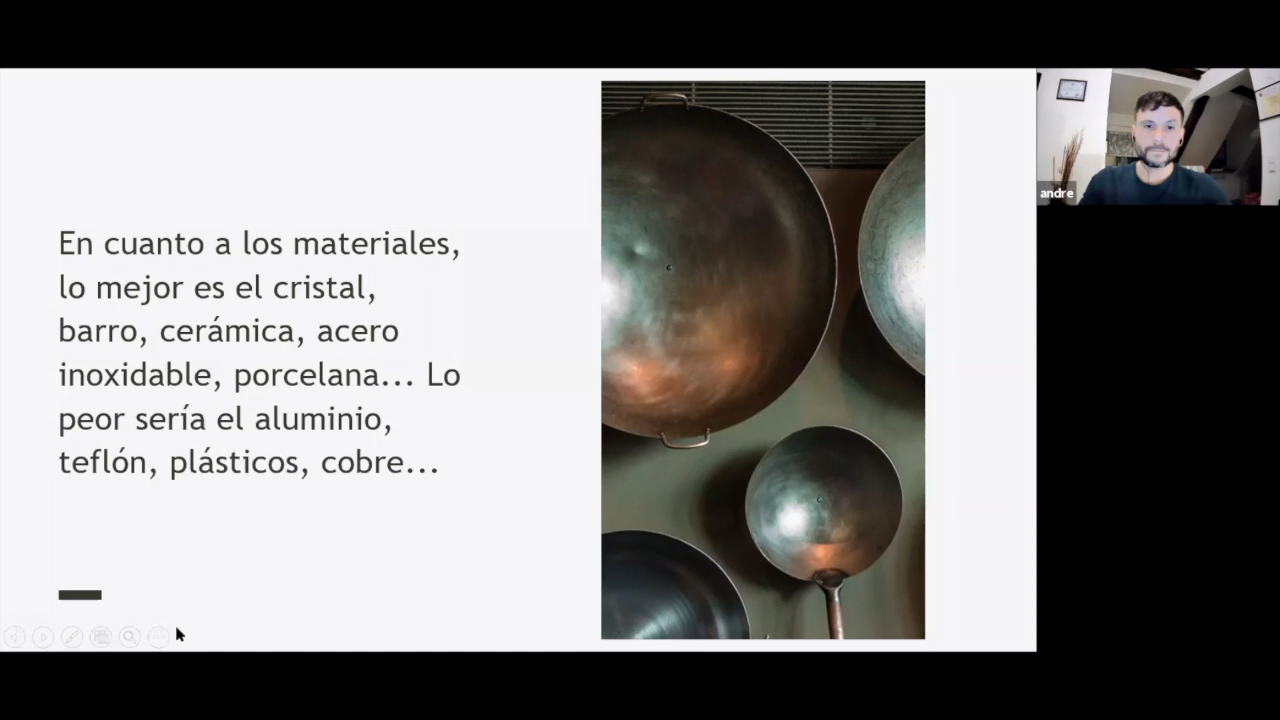 En cuanto a los materiales,
lo mejor es el cristal,
barro, cerámica, acero
inoxidable, porcelana... Lo
peor sería el aluminio,
teflón, plásticos, cobre...
andre